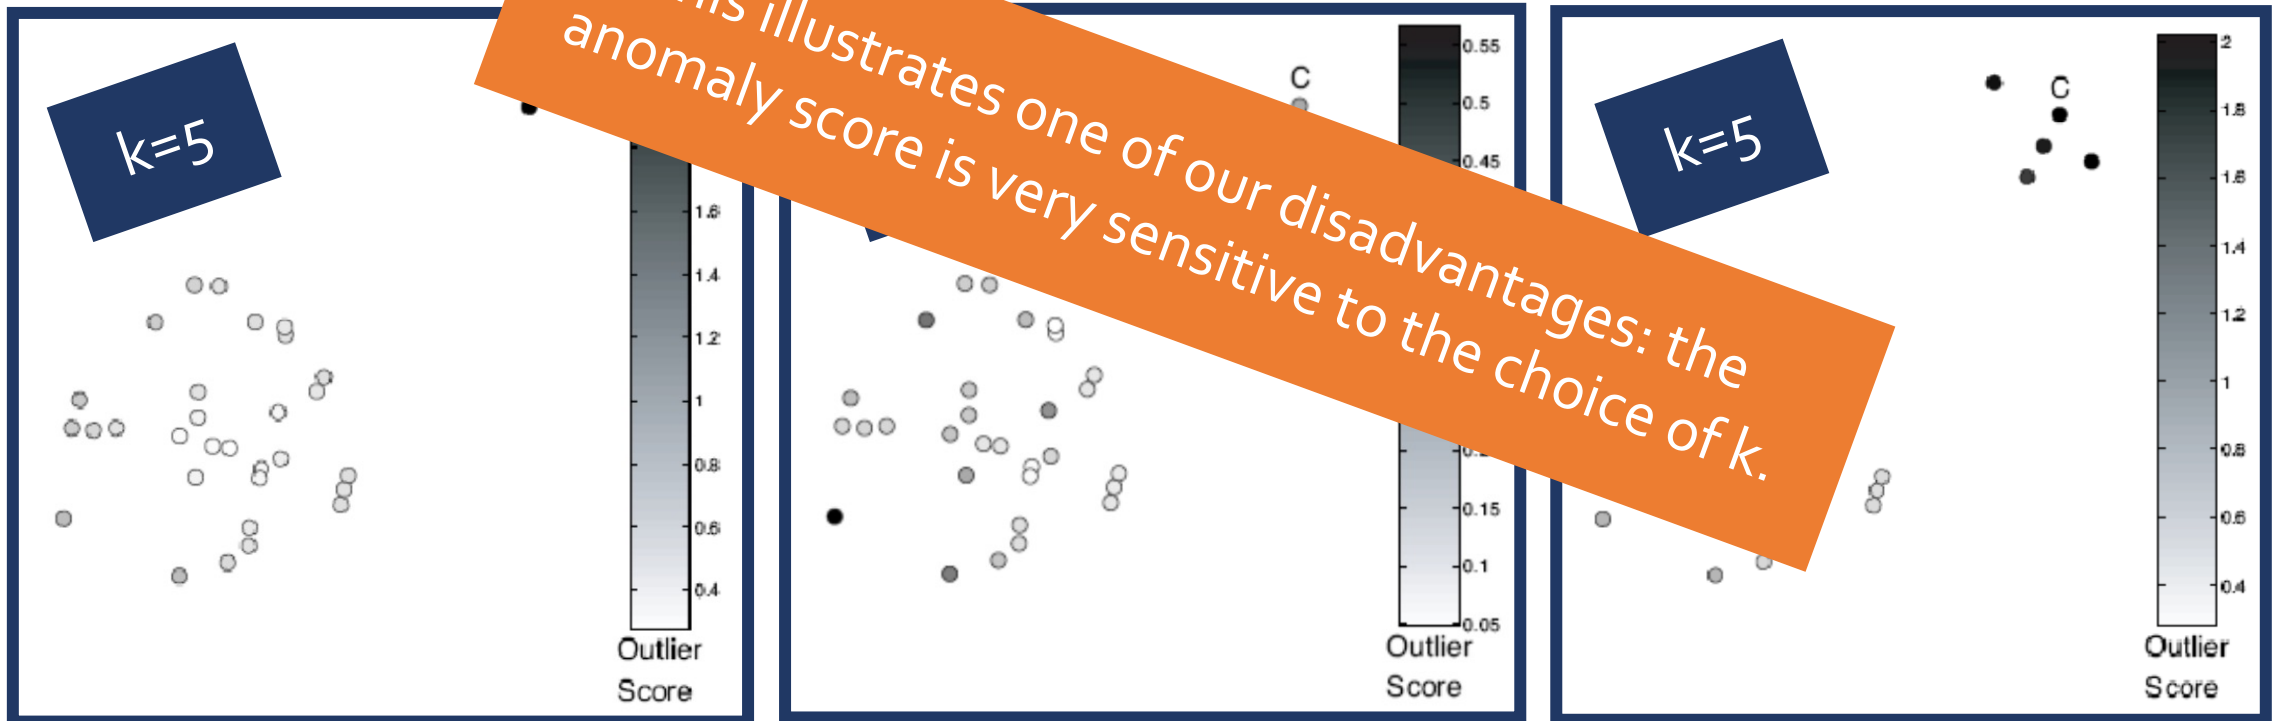 k=5
1.6
1.4
1.2
1
0.8
0.6
0.4
Outlier
Score
illustrates one of our disadvantages: the
anomaly score is very sensitive to the choice of k.
C
0.55
0.5
0.45
0.15
0.1
0.05
Outlier
Score
k=5
C
2
1.8
1.6
1.4
1.2
1
0.8
0.6
0.4
Outlier
Score